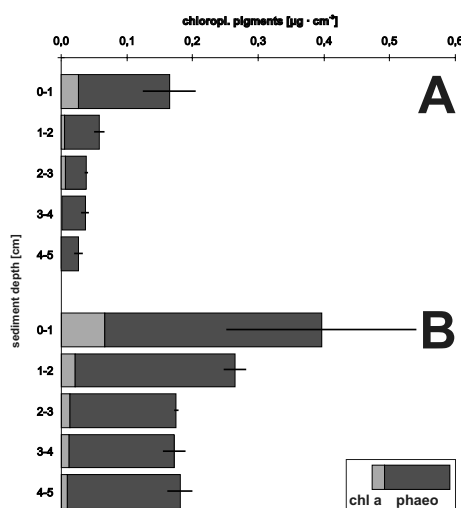 chloropl. pigments [µg · cm⁻³]
0,0 0,1 0,2 0,3 0,4 0,5 0,6
A
0-1
1-2
2-3
3-4
4-5
sediment depth [cm]
B
0-1
1-2
2-3
3-4
4-5
chl a phaeo